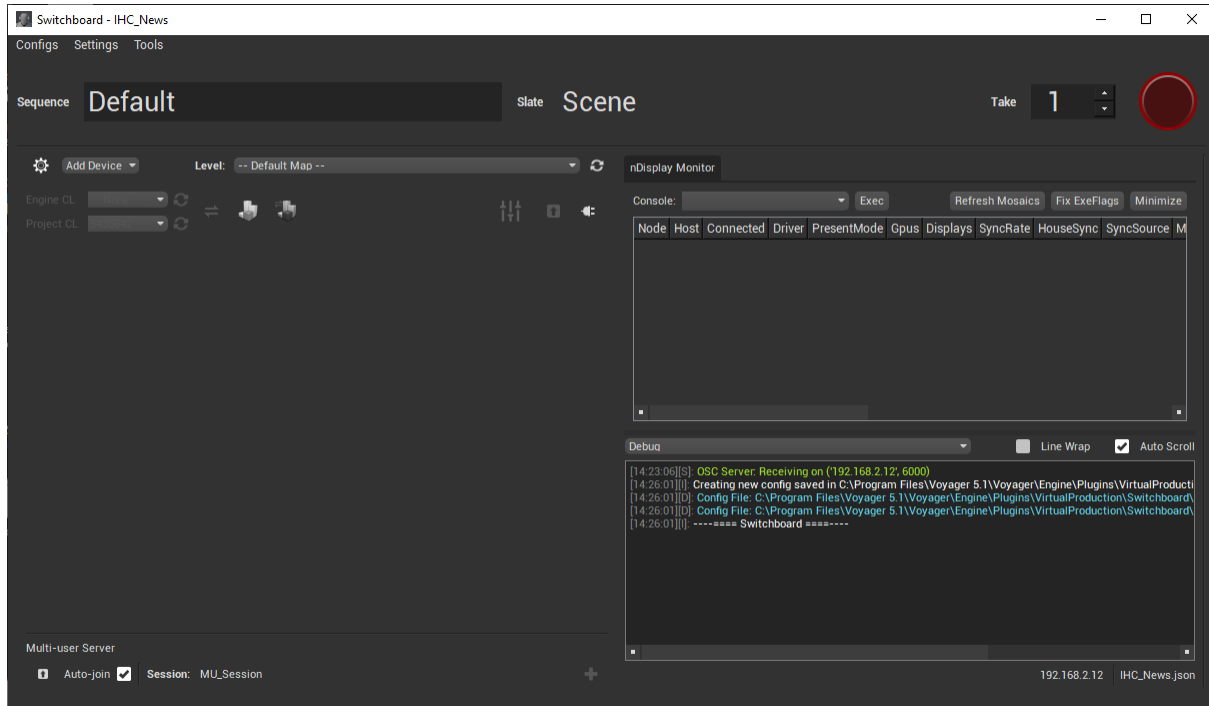 Switchboard - IHC_News
Configs Settings Tools
Sequence Default Slate Scene Take 1
Add Device Level: -- Default Map --
Engine CL
Project CL
nDisplay Monitor
Console: Exec Refresh Mosaics Fix ExeFlags Minimize
Node Host Connected Driver PresentMode Gpus Displays SyncRate HouseSync SyncSource M
Debug Line Wrap Auto Scroll
[14:23:06][S]: OSC Server: Receiving on ('192.168.2.12', 6000)
[14:26:01][I]: Creating new config saved in C:\Program Files\Voyager 5.1\Voyager\Engine\Plugins\VirtualProducti
[14:26:01][D]: Config File: C:\Program Files\Voyager 5.1\Voyager\Engine\Plugins\VirtualProduction\Switchboard\
[14:26:01][D]: Config File: C:\Program Files\Voyager 5.1\Voyager\Engine\Plugins\VirtualProduction\Switchboard\
[14:26:01][I]: ----==== Switchboard ====----
Multi-user Server
Auto-join Session: MU_Session
192.168.2.12 IHC_News.json